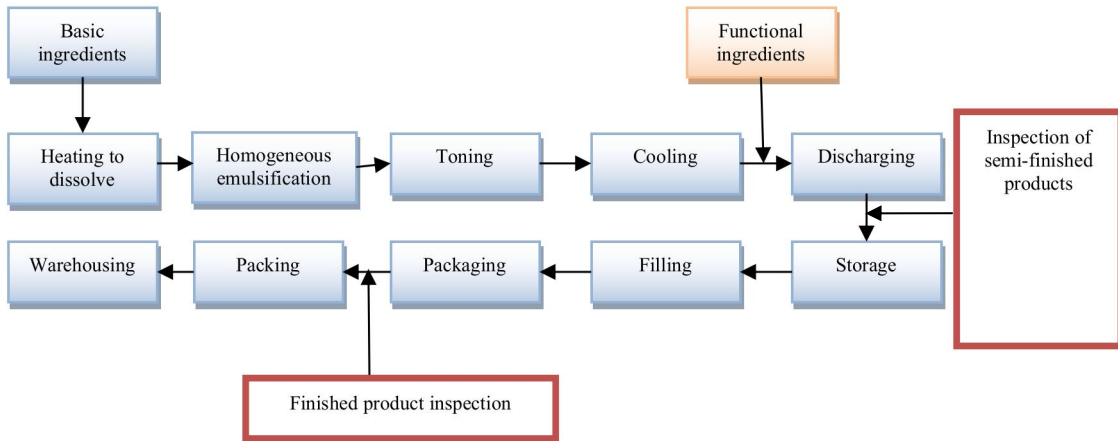 Basic
ingredients
Functional
ingredients
Heating to
dissolve
Homogeneous
emulsification
Toning
Cooling
Discharging
Inspection of
semi-finished
products
Warehousing
Packing
Packaging
Filling
Storage
Finished product inspection